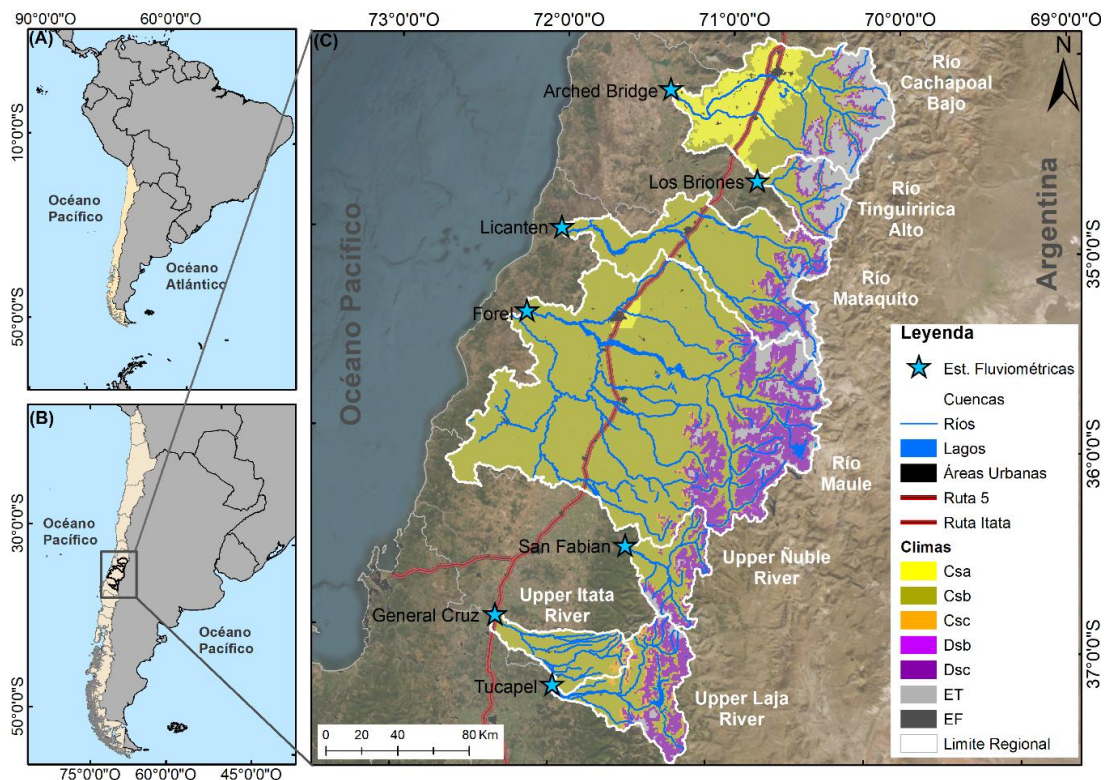 90°0'0"O
60°0'0"O
(A)
10°0'0"S
50°0'0"S
Océano
Pacífico
Océano
Atlántico
(B)
Océano
Pacífico
30°0'0"S
50°0'0"S
Océano
Pacífico
75°0'0"O
60°0'0"O
45°0'0"O
73°0'0"O
72°0'0"O
71°0'0"O
70°0'0"O
69°0'0"O
(C)
N
Río
Cachapoal
Bajo
Arched Bridge
Los Briones
Río
Tinguiririca
Alto
Licanten
35°0'0"S
Río
Mataquito
Argentina
Océano Pacífico
Forel
36°0'0"S
Río
Maule
San Fabian
Upper Ñuble
River
General Cruz
Upper Itata
River
37°0'0"S
Tucapel
Upper Laja
River
0 20 40 80 Km
Leyenda
Est. Fluviométricas
Cuencas
Ríos
Lagos
Áreas Urbanas
Ruta 5
Ruta Itata
Climas
Csa
Csb
Csc
Dsb
Dsc
ET
EF
Limite Regional